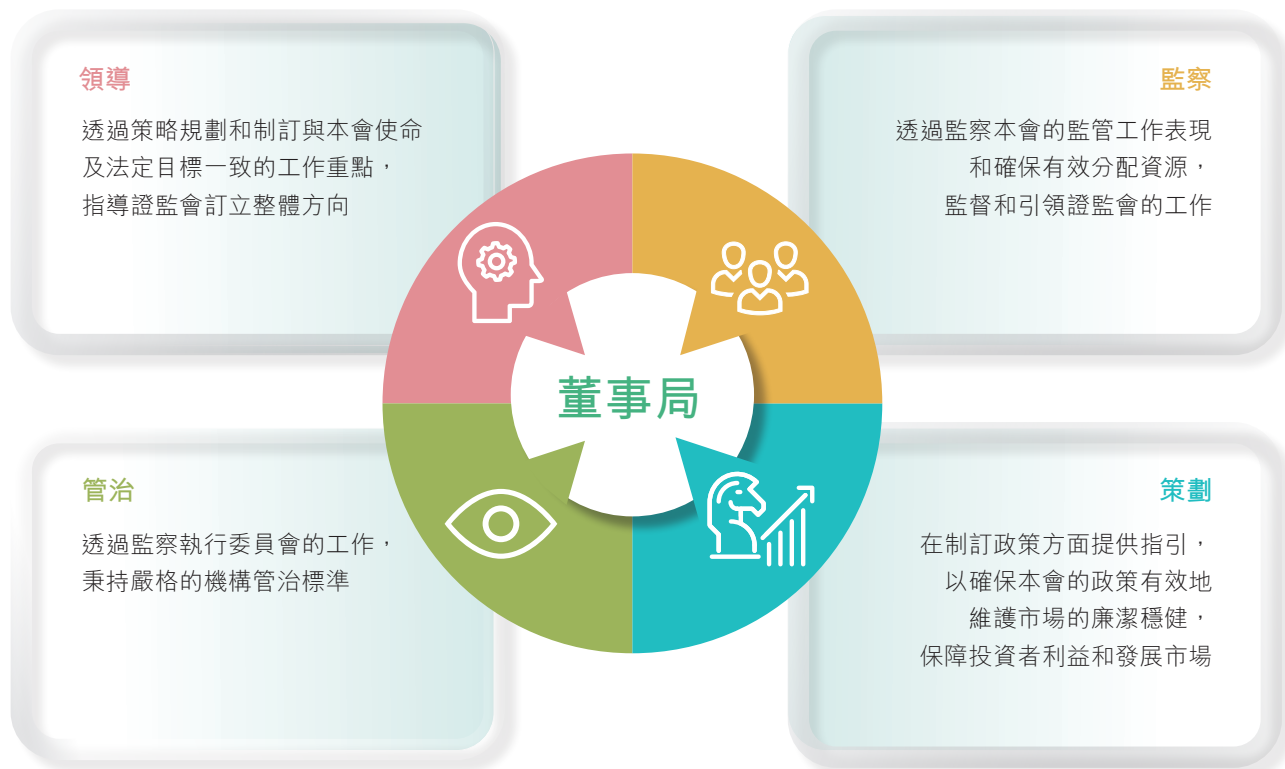 領導
透過策略規劃和制訂與本會使命
及法定目標一致的工作重點，
指導證監會訂立整體方向
監察
透過監察本會的監管工作表現
和確保有效分配資源，
監督和引領證監會的工作
董事局
管治
透過監察執行委員會的工作，
秉持嚴格的機構管治標準
策劃
在制訂政策方面提供指引，
以確保本會的政策有效地
維護市場的廉潔穩健，
保障投資者利益和發展市場